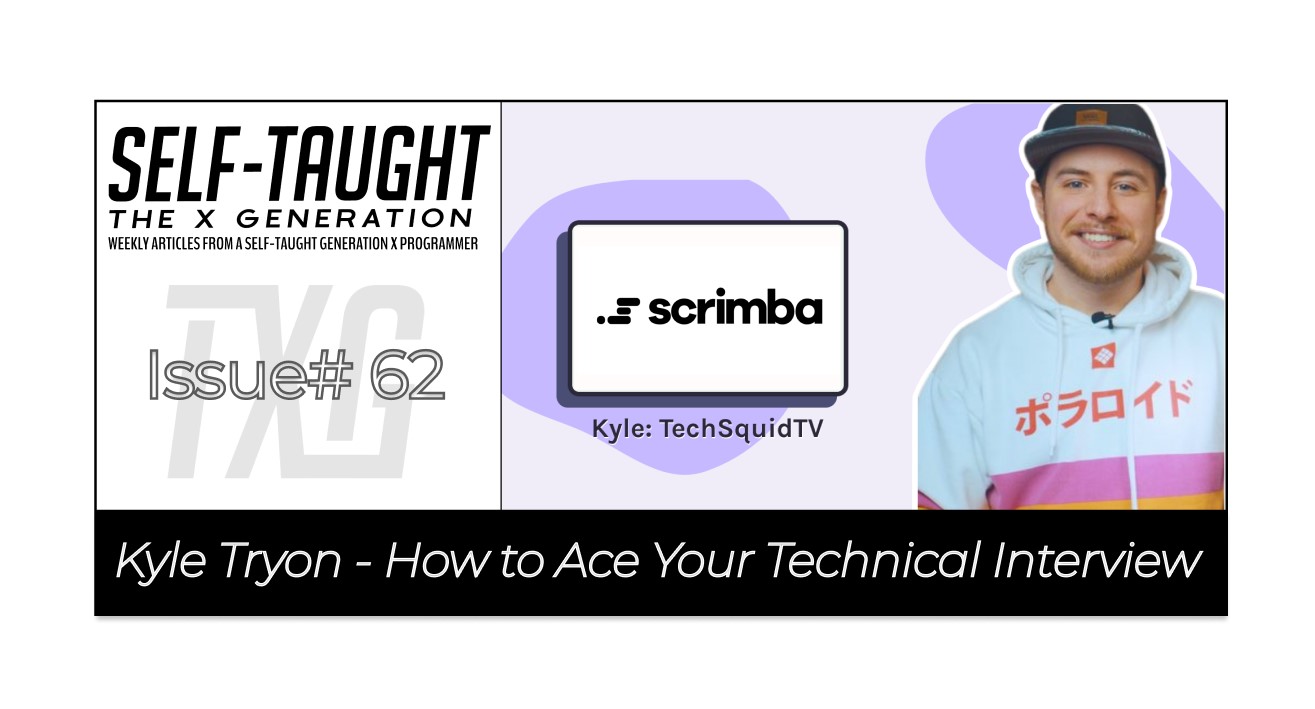 SELF-TAUGHT
THE X GENERATION
WEEKLY ARTICLES FROM A SELF-TAUGHT GENERATION X PROGRAMMER
TXG
Issue# 62
scrimba
Kyle: TechSquidTV
ポラロイド
Kyle Tryon - How to Ace Your Technical Interview